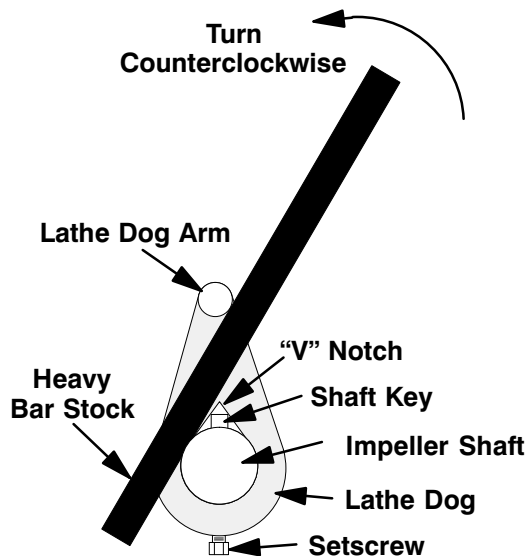 Turn
Counterclockwise
Lathe Dog Arm
“V” Notch
Heavy
Bar Stock
Shaft Key
Impeller Shaft
Lathe Dog
Setscrew